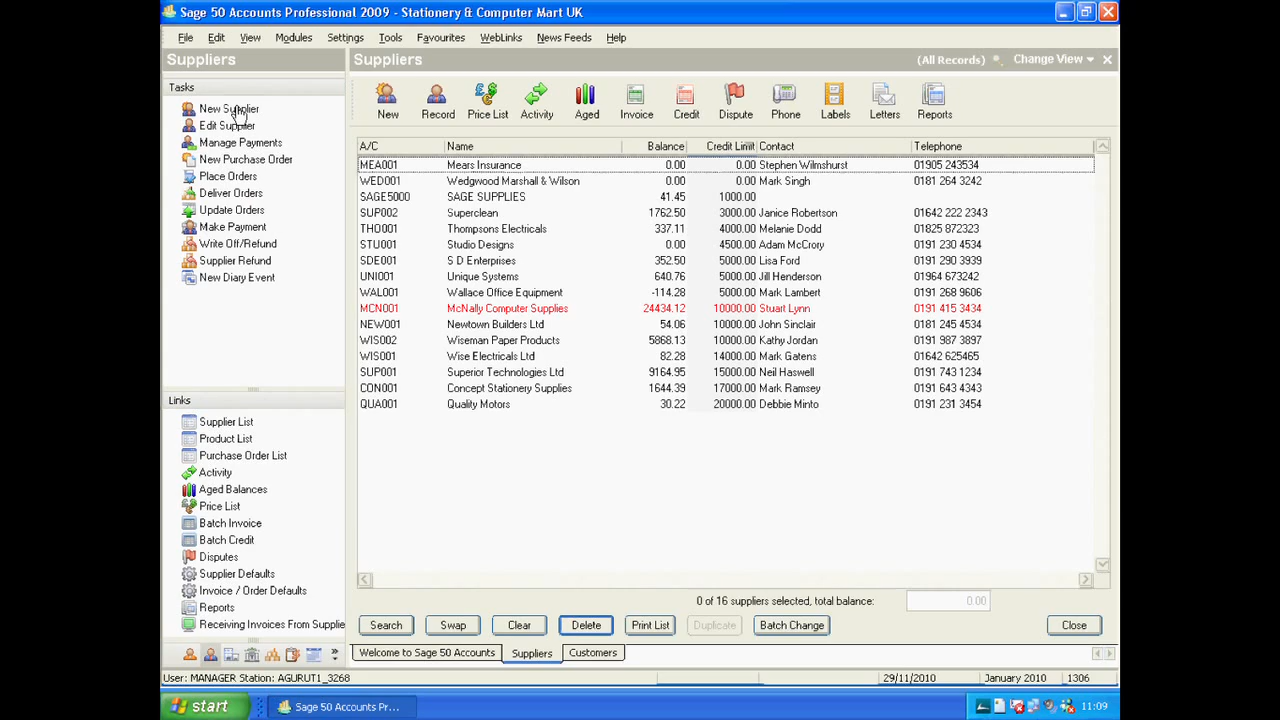 Sage 50 Accounts Professional 2009 - Stationery & Computer Mart UK
File Edit View Modules Settings Tools Favourites WebLinks News Feeds Help
Suppliers
Tasks
New Supplier
Edit Supplier
Manage Payments
New Purchase Order
Place Orders
Deliver Orders
Update Orders
Make Payment
Write Off/Refund
Supplier Refund
New Diary Event
Links
Supplier List
Product List
Purchase Order List
Activity
Aged Balances
Price List
Batch Invoice
Batch Credit
Disputes
Supplier Defaults
Invoice / Order Defaults
Reports
Receiving Invoices From Supplie
Suppliers (All Records) Change View
New Record Price List Activity Aged Invoice Credit Dispute Phone Labels Letters Reports
A/C Name Balance Credit Limit Contact Telephone
MEA001 Mears Insurance 0.00 0.00 Stephen Wilmshurst 01905 243534
WED001 Wedgwood Marshall & Wilson 0.00 0.00 Mark Singh 0181 264 3242
SAGE5000 SAGE SUPPLIES 41.45 1000.00
SUP002 Superclean 1762.50 3000.00 Janice Robertson 01642 222 2343
THO001 Thompsons Electricals 337.11 4000.00 Melanie Dodd 01825 872323
STU001 Studio Designs 0.00 4500.00 Adam McCrory 0191 230 4534
SDE001 S D Enterprises 352.50 5000.00 Lisa Ford 0191 290 3939
UNI001 Unique Systems 640.76 5000.00 Jill Henderson 01964 673242
WAL001 Wallace Office Equipment -114.28 5000.00 Mark Lambert 0191 268 9606
MCN001 McNally Computer Supplies 24434.12 10000.00 Stuart Lynn 0191 415 3434
NEW001 Newtown Builders Ltd 54.06 10000.00 John Sinclair 0181 245 4534
WIS002 Wiseman Paper Products 5868.13 10000.00 Kathy Jordan 0191 987 3897
WIS001 Wise Electricals Ltd 82.28 14000.00 Mark Gatens 01642 625465
SUP001 Superior Technologies Ltd 9164.95 15000.00 Neil Haswell 0191 743 1234
CON001 Concept Stationery Supplies 1644.39 17000.00 Mark Ramsey 0191 643 4343
QUA001 Quality Motors 30.22 20000.00 Debbie Minto 0191 231 3454
0 of 16 suppliers selected, total balance: 0.00
Search Swap Clear Delete Print List Duplicate Batch Change Close
Welcome to Sage 50 Accounts Suppliers Customers
User: MANAGER Station: AGURUT1_3268 29/11/2010 January 2010 1306
start Sage 50 Accounts Pr... 11:09